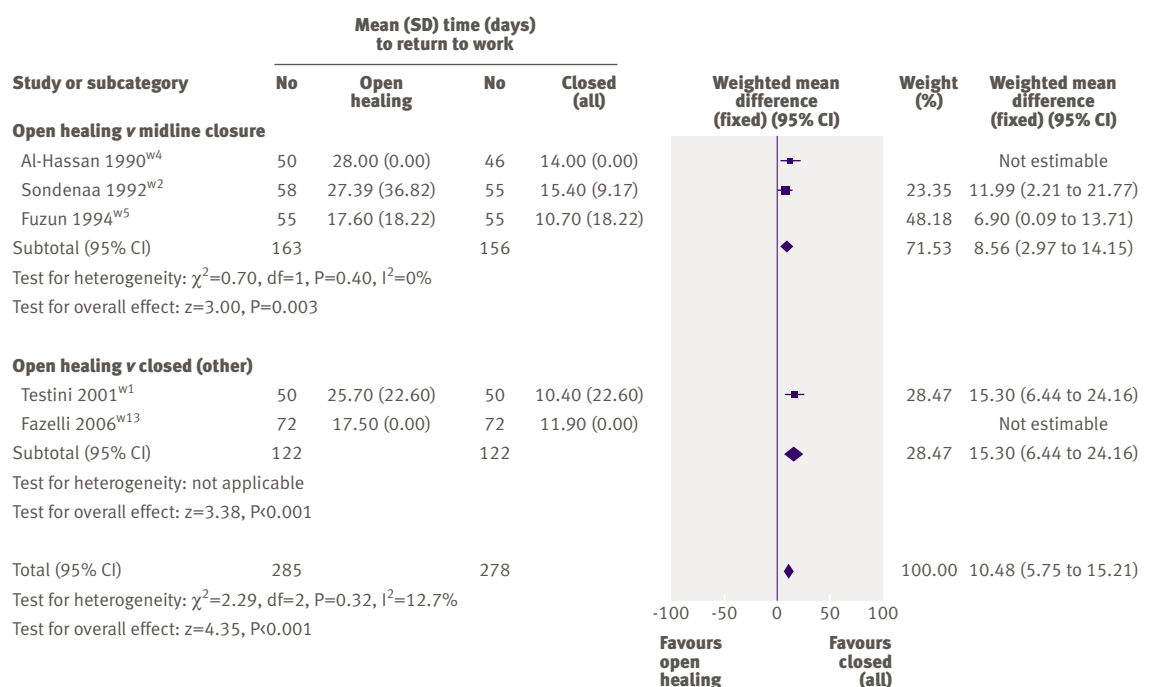 Mean (SD) time (days)
to return to work
Study or subcategory No Open healing No Closed (all) Weighted mean difference (fixed) (95% CI) Weight (%) Weighted mean difference (fixed) (95% CI)
Open healing v midline closure
Al-Hassan 1990w4 50 28.00 (0.00) 46 14.00 (0.00) Not estimable
Sondenaa 1992w2 58 27.39 (36.82) 55 15.40 (9.17) 23.35 11.99 (2.21 to 21.77)
Fuzun 1994w5 55 17.60 (18.22) 55 10.70 (18.22) 48.18 6.90 (0.09 to 13.71)
Subtotal (95% CI) 163 156 71.53 8.56 (2.97 to 14.15)
Test for heterogeneity: χ²=0.70, df=1, P=0.40, I²=0%
Test for overall effect: z=3.00, P=0.003
Open healing v closed (other)
Testini 2001w1 50 25.70 (22.60) 50 10.40 (22.60) 28.47 15.30 (6.44 to 24.16)
Fazelli 2006w13 72 17.50 (0.00) 72 11.90 (0.00) Not estimable
Subtotal (95% CI) 122 122 28.47 15.30 (6.44 to 24.16)
Test for heterogeneity: not applicable
Test for overall effect: z=3.38, P<0.001
Total (95% CI) 285 278 100.00 10.48 (5.75 to 15.21)
Test for heterogeneity: χ²=2.29, df=2, P=0.32, I²=12.7%
Test for overall effect: z=4.35, P<0.001
-100 -50 0 50 100
Favours open healing
Favours closed (all)